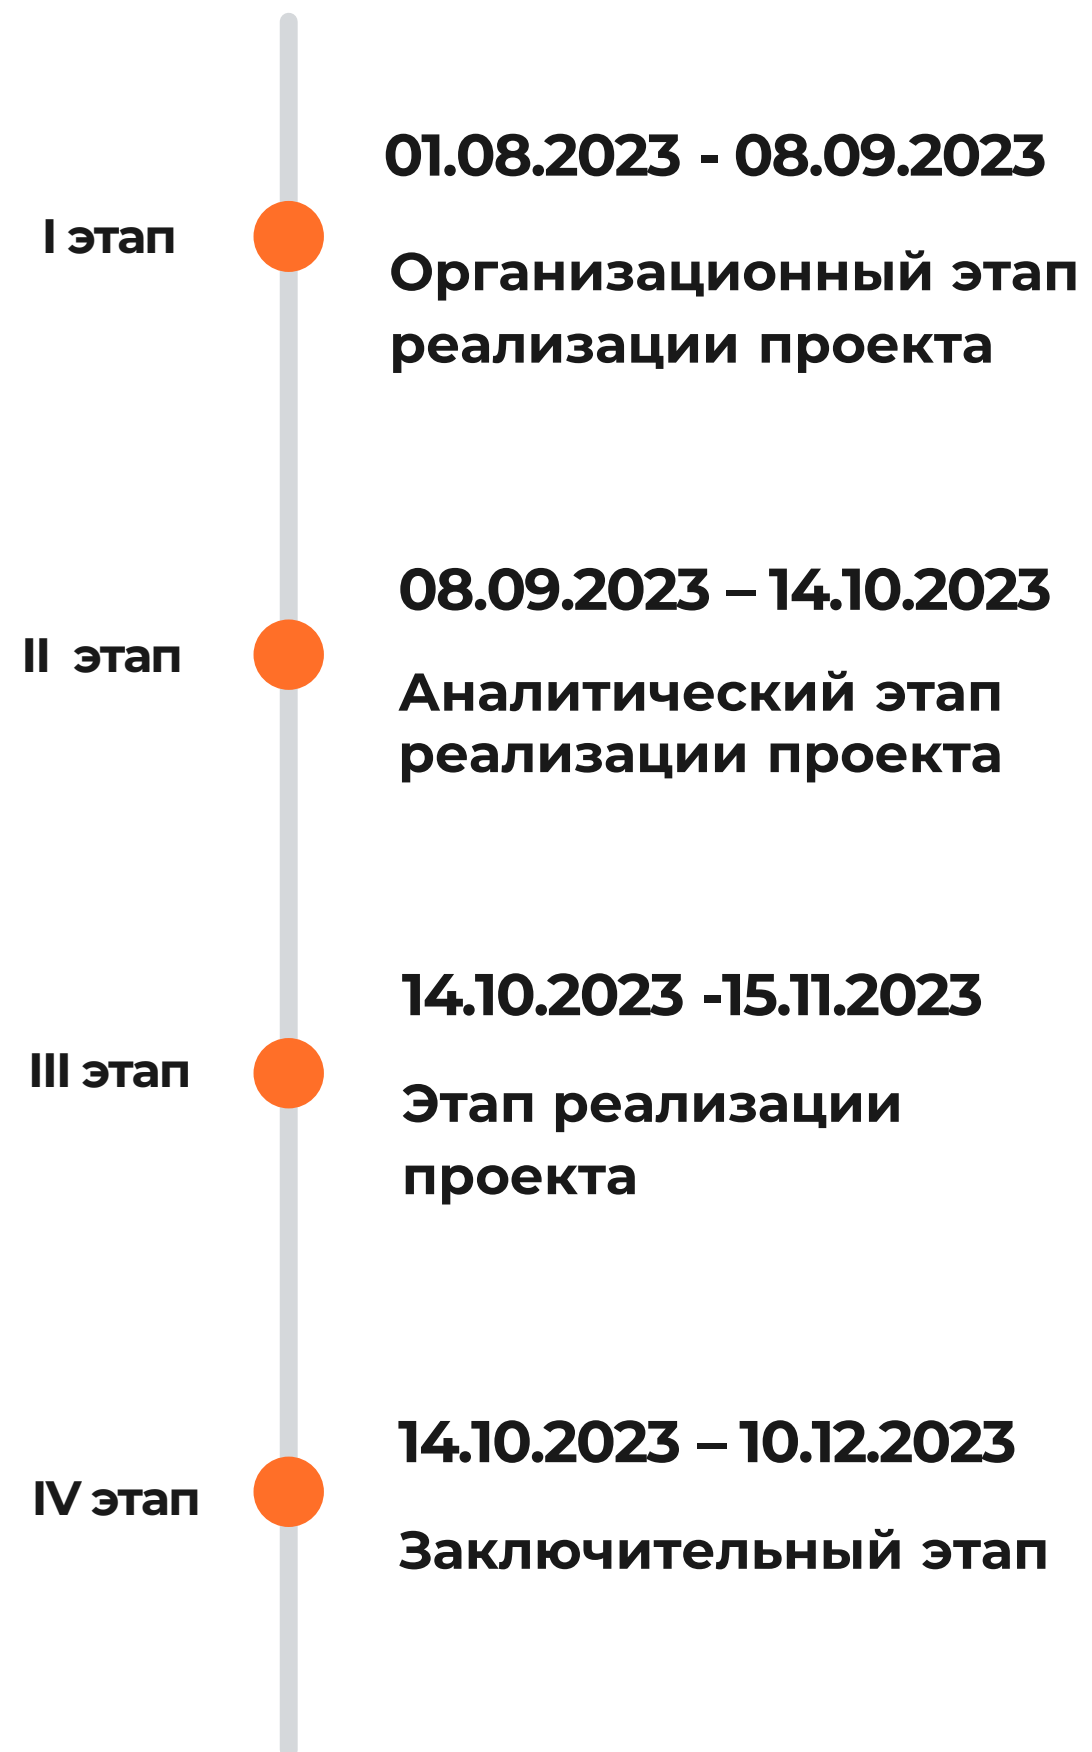 01.08.2023 - 08.09.2023
I этап
Организационный этап
реализации проекта
08.09.2023 – 14.10.2023
II этап
Аналитический этап
реализации проекта
14.10.2023 -15.11.2023
III этап
Этап реализации
проекта
14.10.2023 – 10.12.2023
IV этап
Заключительный этап